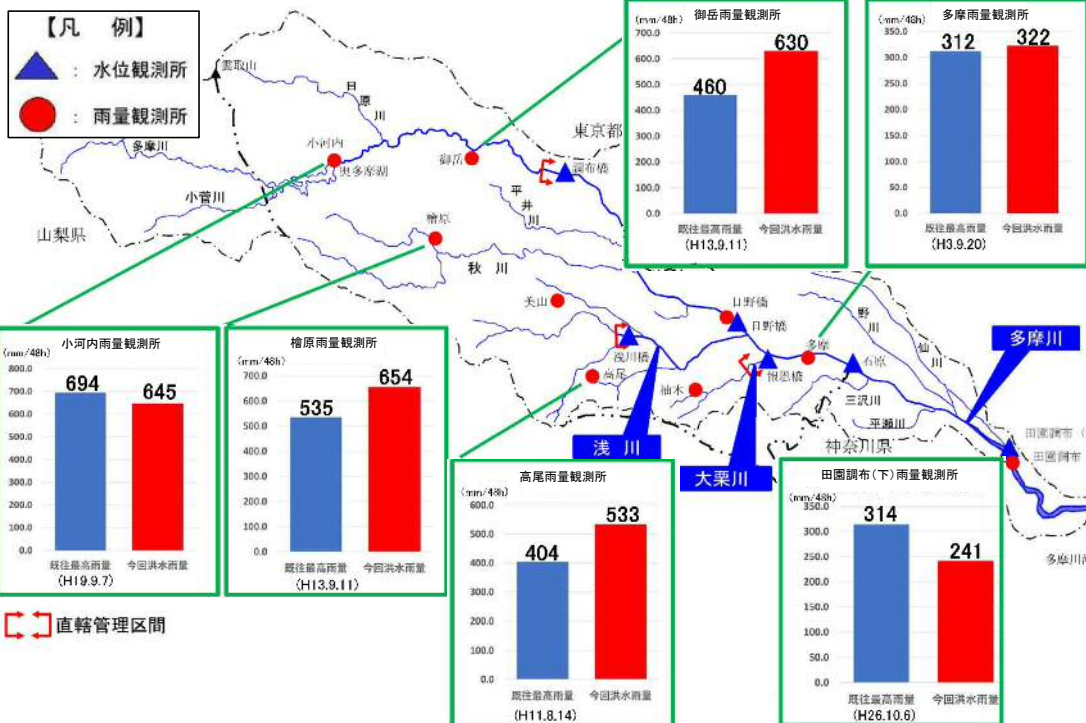 【凡 例】
： 水位観測所
： 雨量観測所
雲取山
日原川
小河内
奥多摩湖
多摩川
小菅川
山梨県
御岳
東京都
調布橋
平井川
檜原
秋 川
美山
日野橋
日野橋
浅川橋
高尾
柚木
多摩
報恩橋
石原
野川
仙川
三沢川
平瀬川
神奈川県
田園調布（
田園調布
多摩川
浅 川
大栗川
御岳雨量観測所
(mm/48h)
700.0
600.0
500.0
400.0
300.0
200.0
100.0
0.0
460
630
既往最高雨量 今回洪水雨量
(H13.9.11)
多摩雨量観測所
(mm/48h)
350.0
300.0
250.0
200.0
150.0
100.0
50.0
0.0
312
322
既往最高雨量 今回洪水雨量
(H3.9.20)
小河内雨量観測所
(mm/48h)
800.0
700.0
600.0
500.0
400.0
300.0
200.0
100.0
0.0
694
645
既往最高雨量 今回洪水雨量
(H19.9.7)
檜原雨量観測所
(mm/48h)
700.0
600.0
500.0
400.0
300.0
200.0
100.0
0.0
535
654
既往最高雨量 今回洪水雨量
(H13.9.11)
高尾雨量観測所
(mm/48h)
600.0
500.0
400.0
300.0
200.0
100.0
0.0
404
533
既往最高雨量 今回洪水雨量
(H11.8.14)
田園調布(下)雨量観測所
(mm/48h)
350.0
300.0
250.0
200.0
150.0
100.0
50.0
0.0
314
241
既往最高雨量 今回洪水雨量
(H26.10.6)
直轄管理区間